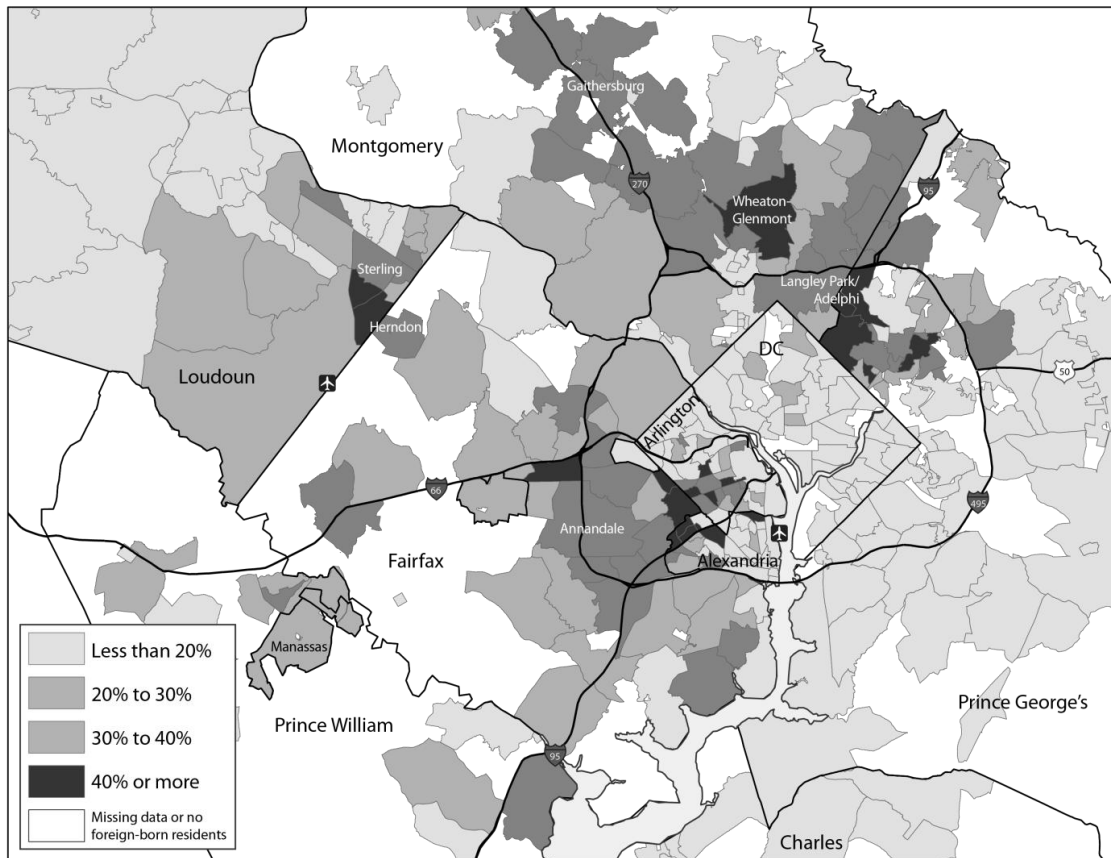 Gaithersburg
Montgomery
270
95
Wheaton-
Glenmont
Sterling
Langley Park/
Adelphi
Herndon
DC
Loudoun
50
Arlington
66
495
Annandale
Fairfax
Alexandria
Manassas
Prince William
Prince George's
95
Charles
Less than 20%
20% to 30%
30% to 40%
40% or more
Missing data or no
foreign-born residents